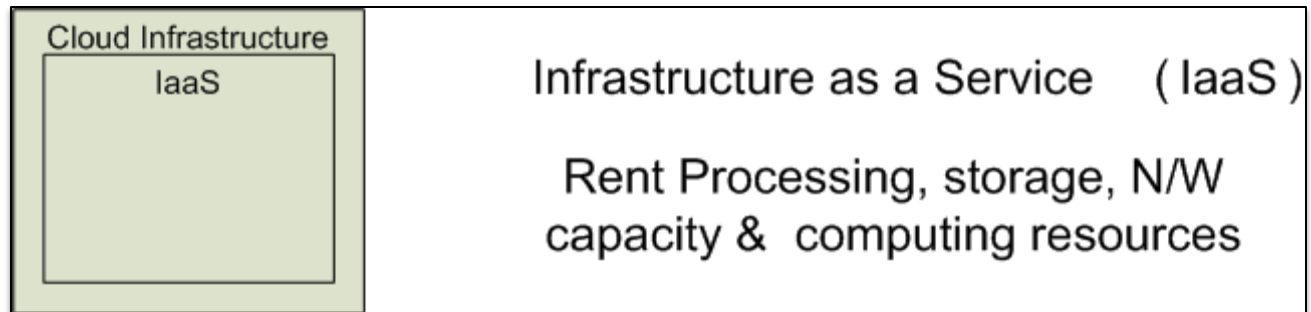 Cloud Infrastructure
IaaS
Infrastructure as a Service ( IaaS )
Rent Processing, storage, N/W
capacity & computing resources